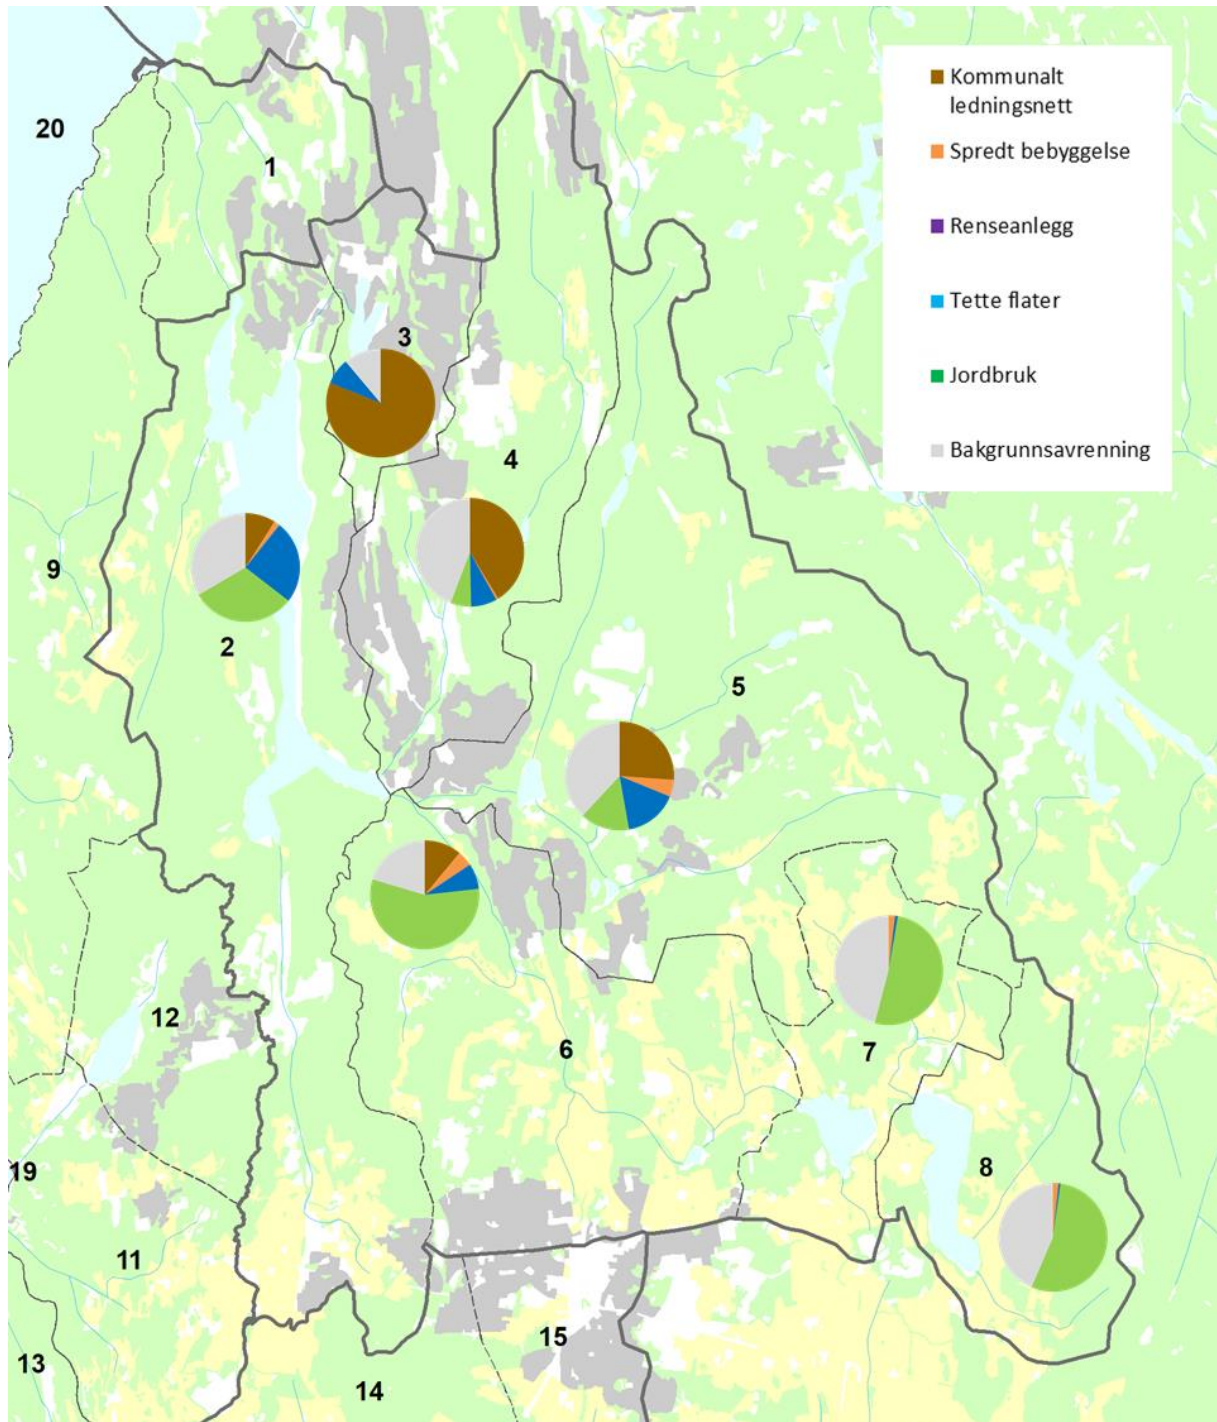 Kommunalt
ledningsnett
Spredt bebyggelse
Renseanlegg
Tette flater
Jordbruk
Bakgrunnsavrenning
20
1
3
4
9
2
5
12
6
7
19
8
11
15
13
14